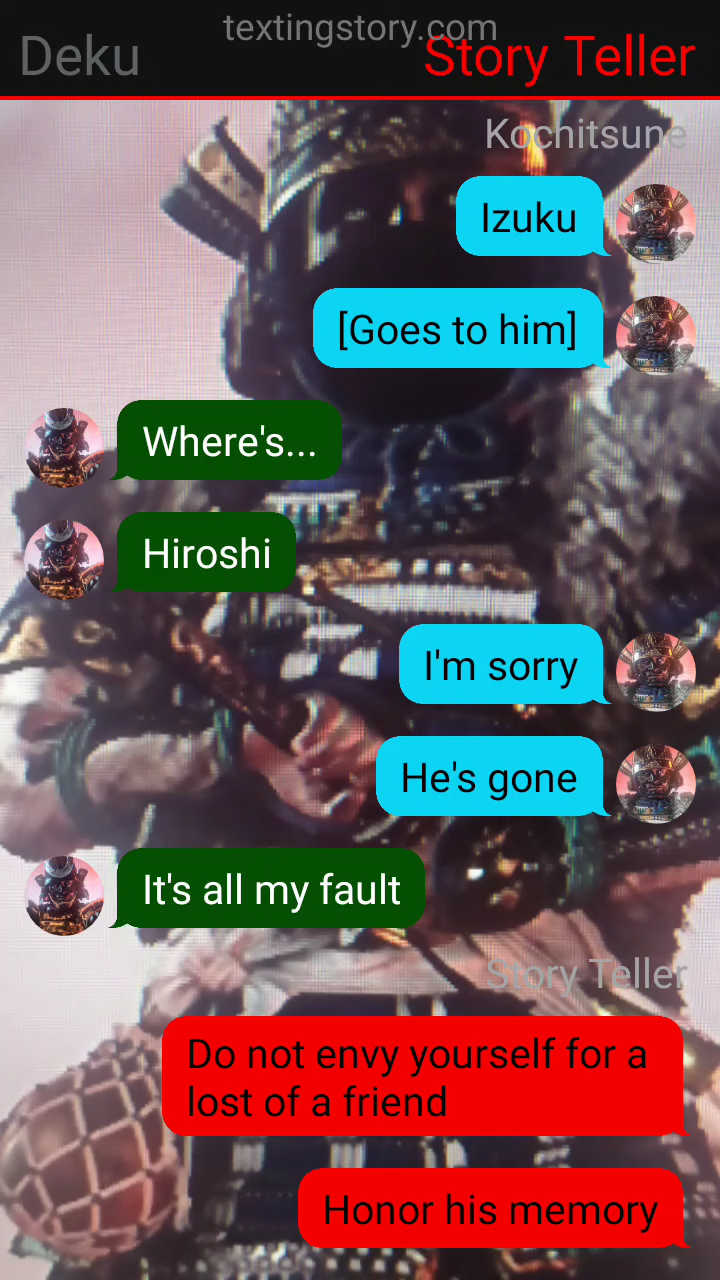 textingstory.com
Deku
Story Teller
Kochitsune
Izuku
[Goes to him]
Where's...
Hiroshi
I'm sorry
He's gone
It's all my fault
Story Teller
Do not envy yourself for a
lost of a friend
Honor his memory